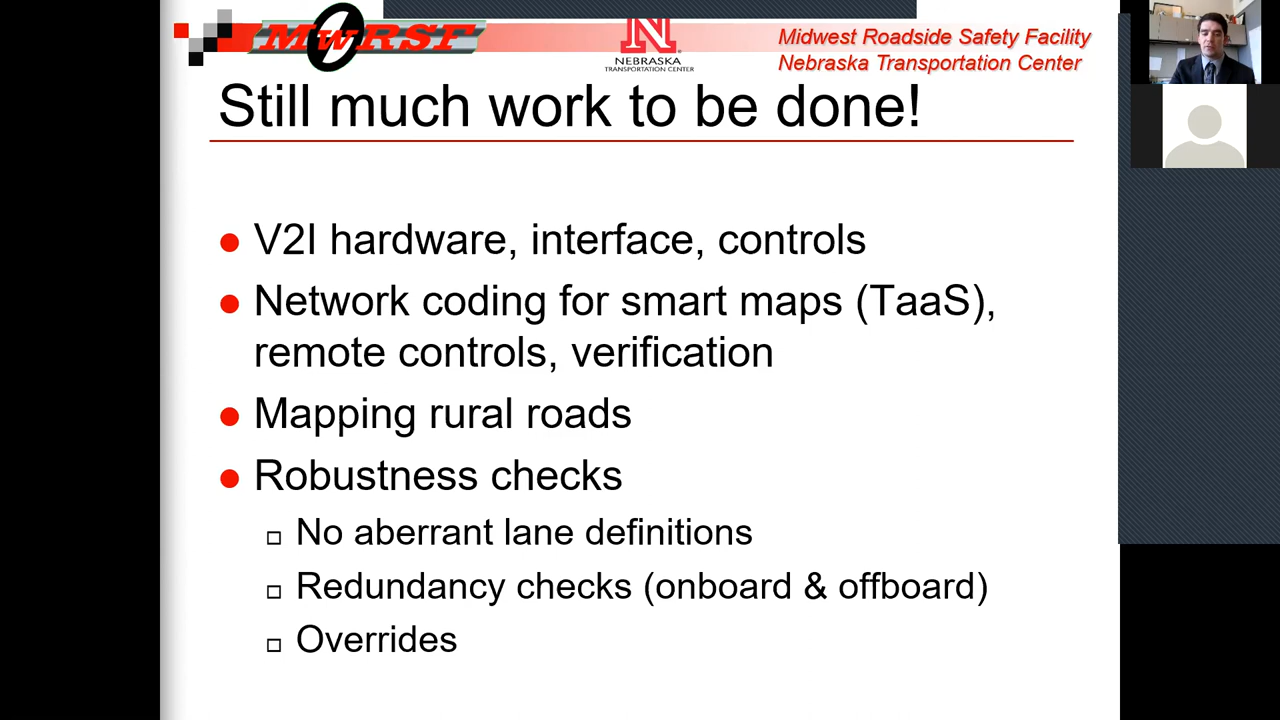 MwRSF
N
NEBRASKA
TRANSPORTATION CENTER
Midwest Roadside Safety Facility
Nebraska Transportation Center
Still much work to be done!
V2I hardware, interface, controls
Network coding for smart maps (TaaS),
remote controls, verification
Mapping rural roads
Robustness checks
No aberrant lane definitions
Redundancy checks (onboard & offboard)
Overrides